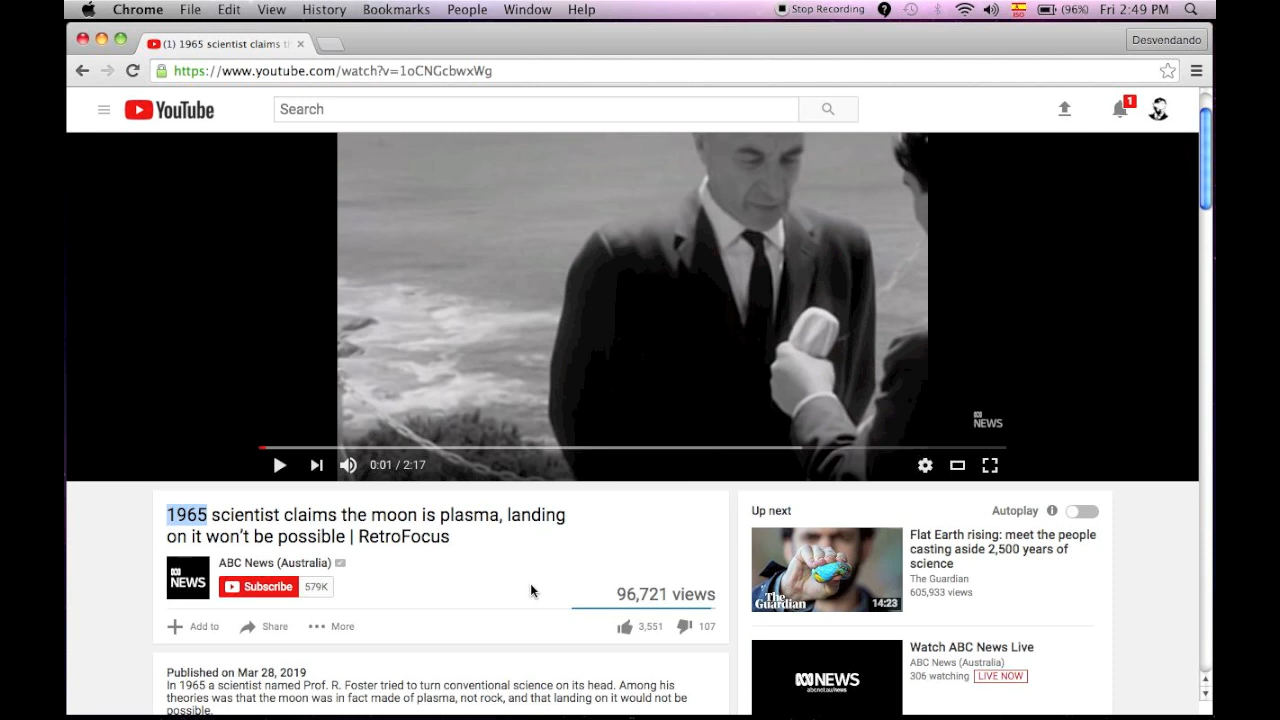 Chrome File Edit View History Bookmarks People Window Help Stop Recording ISO (96%) Fri 2:49 PM
(1) 1965 scientist claims th
Desvendando
https://www.youtube.com/watch?v=1oCNGcbwxWg
YouTube
Search
1
NEWS
0:01 / 2:17
1965 scientist claims the moon is plasma, landing
on it won’t be possible | RetroFocus
NEWS
ABC News (Australia)
Subscribe 579K
96,721 views
Add to Share More
3,551 107
Published on Mar 28, 2019
In 1965 a scientist named Prof. R. Foster tried to turn conventional science on its head. Among his
theories was that the moon was in fact made of plasma, not rock, and that landing on it would not be
possible.
Up next
Autoplay
The
Guardian
14:23
Flat Earth rising: meet the people
casting aside 2,500 years of
science
The Guardian
605,933 views
NEWS
abcnet.au/news
Watch ABC News Live
ABC News (Australia)
306 watching LIVE NOW